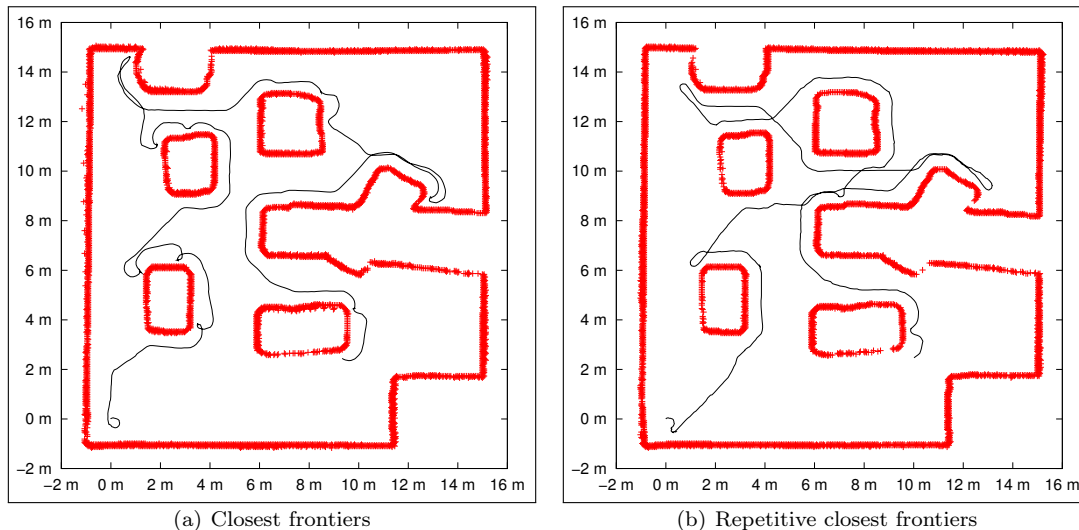 16 m
14 m
12 m
10 m
8 m
6 m
4 m
2 m
0 m
−2 m
−2 m 0 m 2 m 4 m 6 m 8 m 10 m 12 m 14 m 16 m
(a) Closest frontiers
16 m
14 m
12 m
10 m
8 m
6 m
4 m
2 m
0 m
−2 m
−2 m 0 m 2 m 4 m 6 m 8 m 10 m 12 m 14 m 16 m
(b) Repetitive closest frontiers